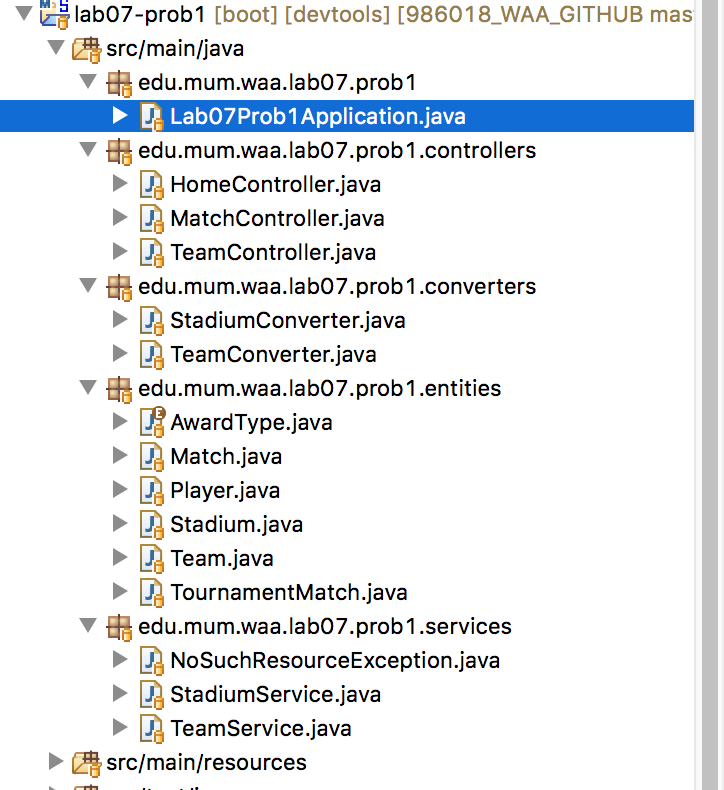 lab07-prob1 [boot] [devtools] [986018_WAA_GITHUB mas
src/main/java
edu.mum.waa.lab07.prob1
Lab07Prob1Application.java
edu.mum.waa.lab07.prob1.controllers
HomeController.java
MatchController.java
TeamController.java
edu.mum.waa.lab07.prob1.converters
StadiumConverter.java
TeamConverter.java
edu.mum.waa.lab07.prob1.entities
AwardType.java
Match.java
Player.java
Stadium.java
Team.java
TournamentMatch.java
edu.mum.waa.lab07.prob1.services
NoSuchResourceException.java
StadiumService.java
TeamService.java
src/main/resources